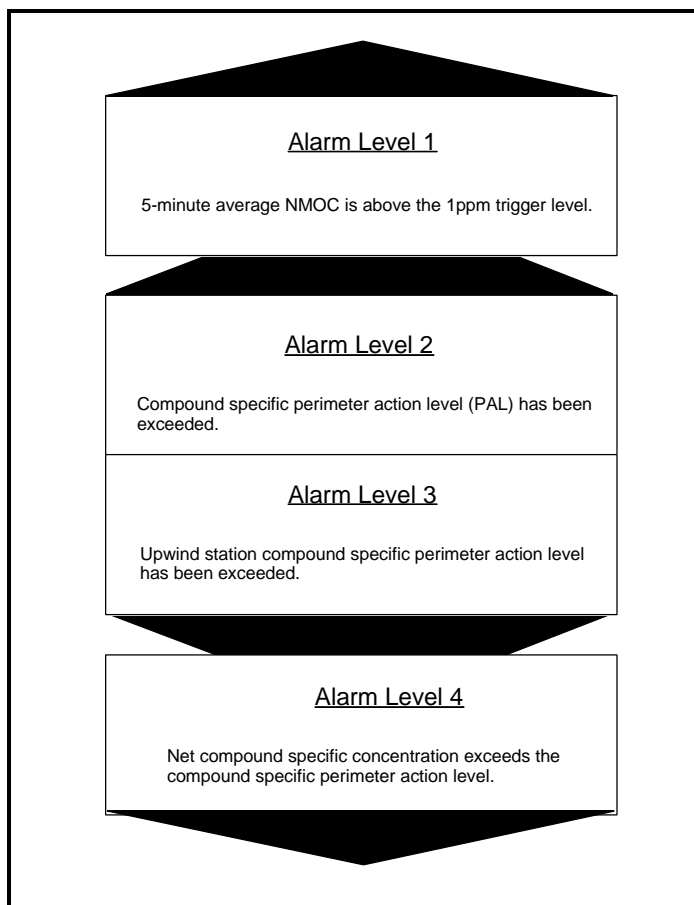 Alarm Level 1
5-minute average NMOC is above the 1ppm trigger level.
Alarm Level 2
Compound specific perimeter action level (PAL) has been
exceeded.
Alarm Level 3
Upwind station compound specific perimeter action level
has been exceeded.
Alarm Level 4
Net compound specific concentration exceeds the
compound specific perimeter action level.